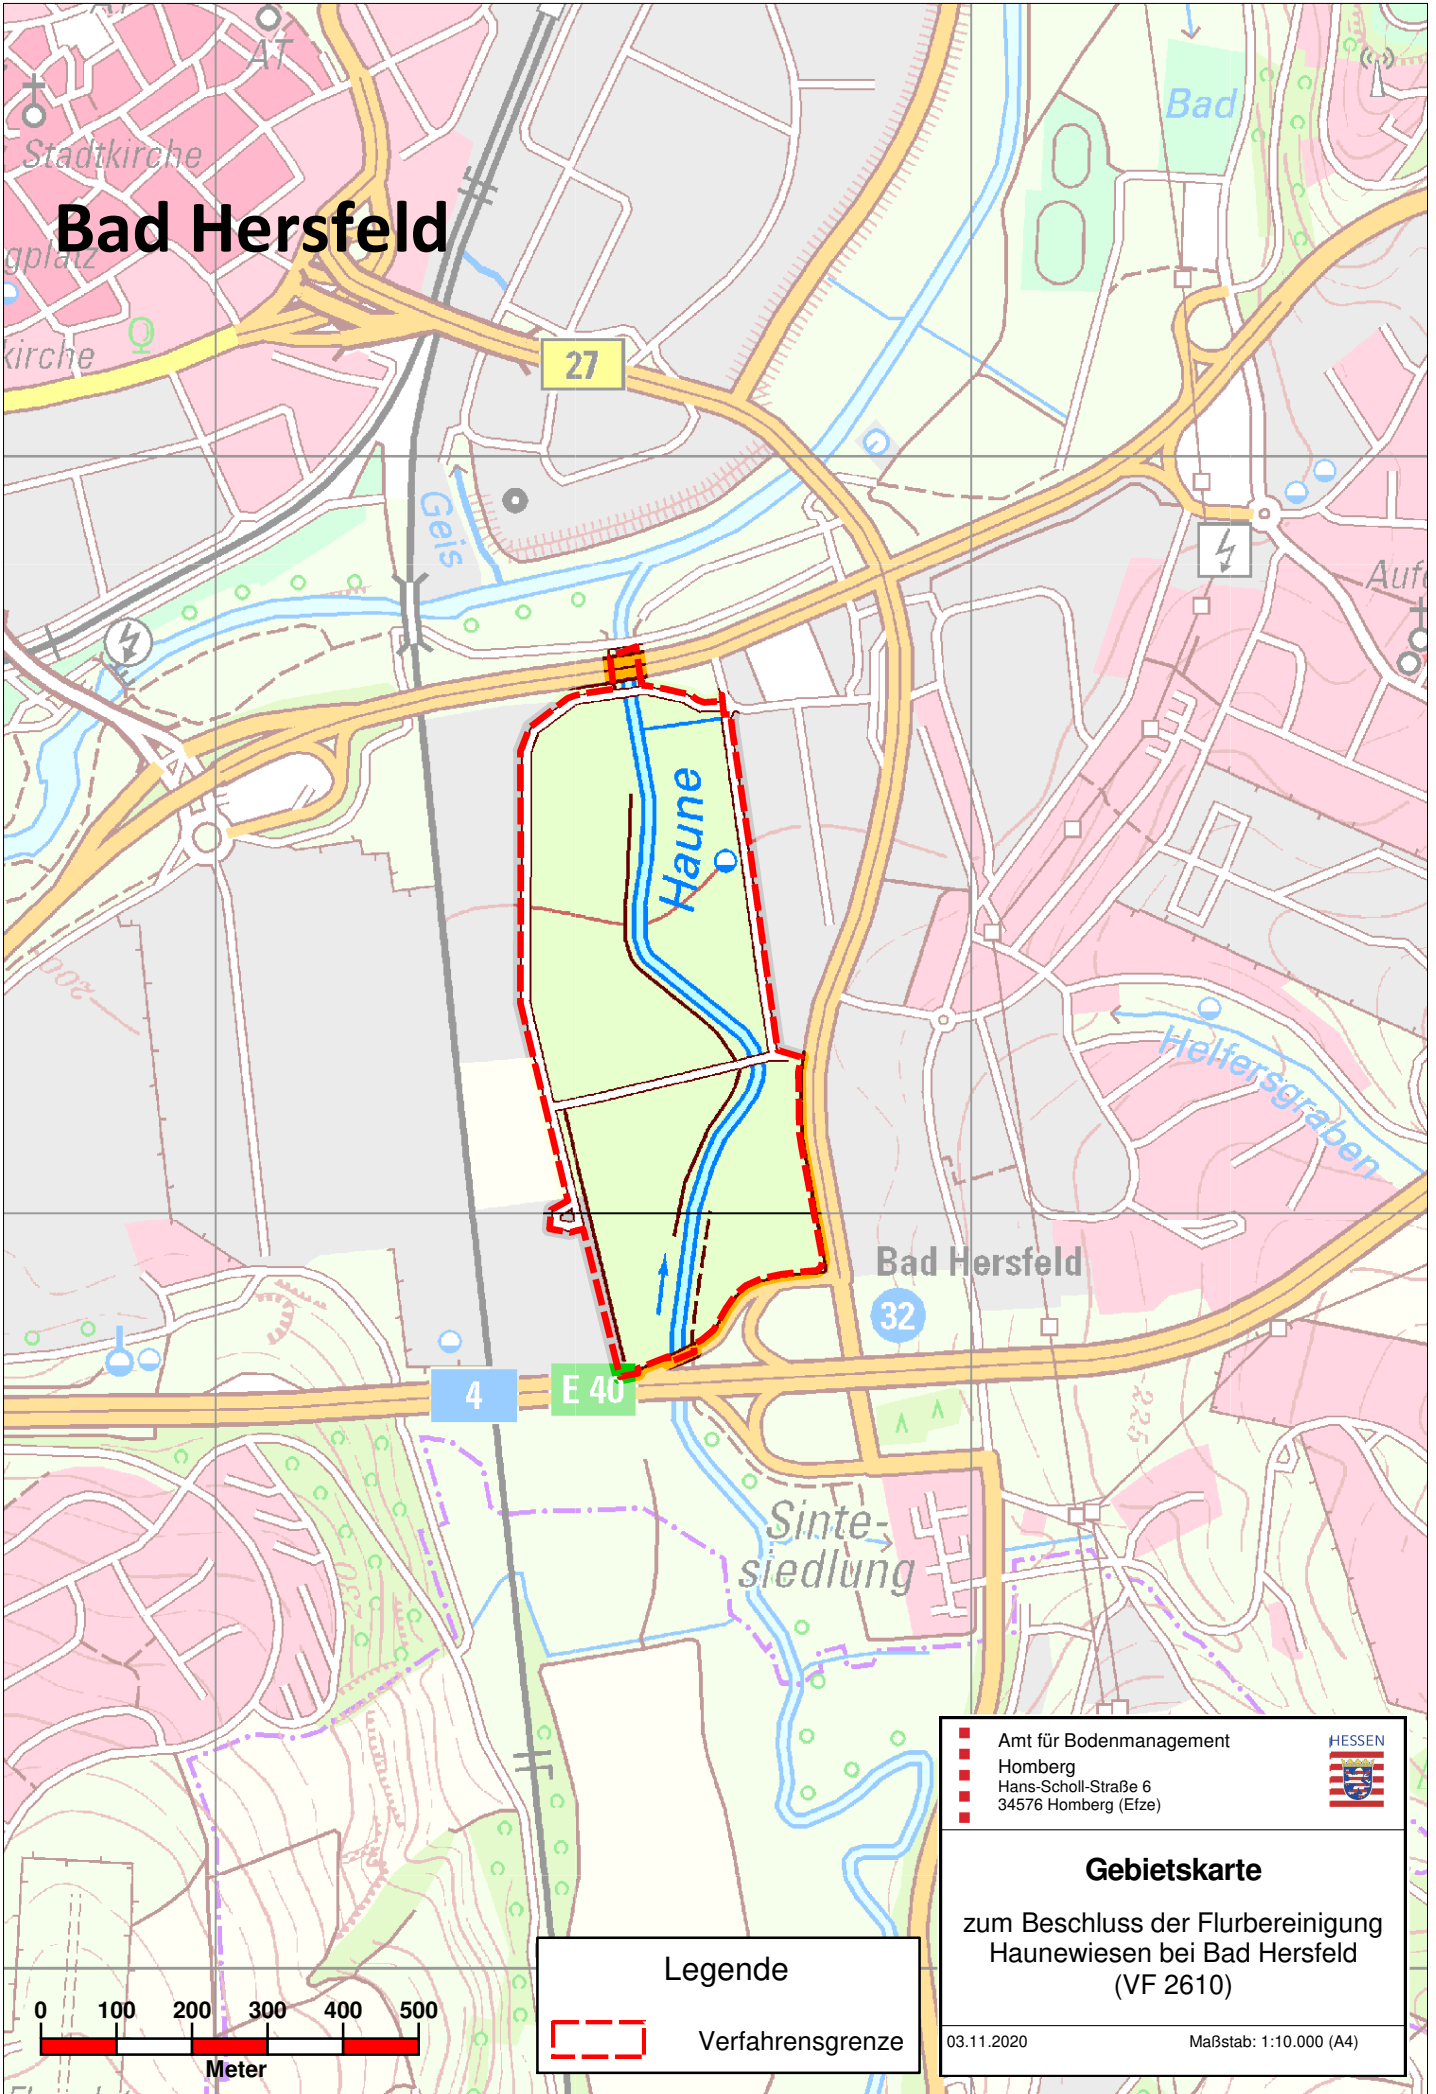 AT
Bad
Stadtkirche
Bad Hersfeld
gplatz
kirche
27
Geis
Aufe
Haune
200
Helfersgraben
Bad Hersfeld
32
4
E 40
225
Sinte-
siedlung
Amt für Bodenmanagement
Homberg
Hans-Scholl-Straße 6
34576 Homberg (Efze)
HESSEN
Gebietskarte
zum Beschluss der Flurbereinigung
Haunewiesen bei Bad Hersfeld
(VF 2610)
03.11.2020 Maßstab: 1:10.000 (A4)
Legende
Verfahrensgrenze
0 100 200 300 400 500
Meter